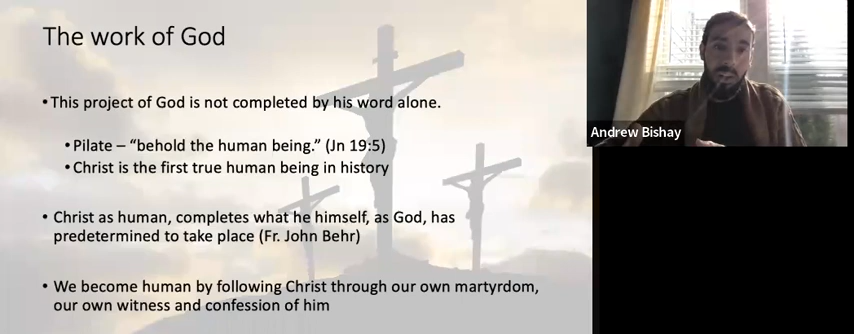 The work of God
• This project of God is not completed by his word alone.
• Pilate – “behold the human being.” (Jn 19:5)
• Christ is the first true human being in history
• Christ as human, completes what he himself, as God, has
predetermined to take place (Fr. John Behr)
• We become human by following Christ through our own martyrdom,
our own witness and confession of him
Andrew Bishay